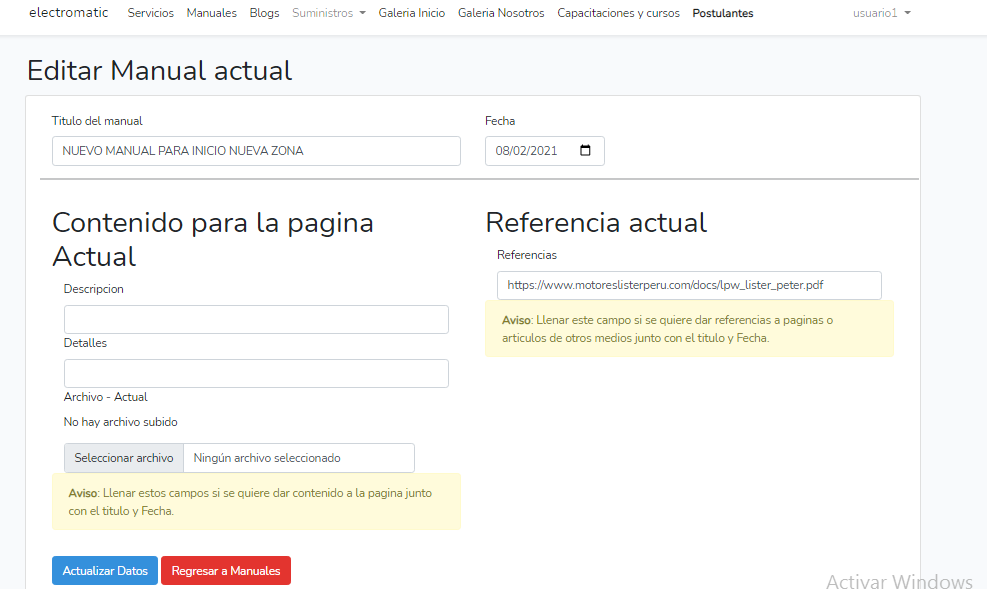 electromatic Servicios Manuales Blogs Suministros Galeria Inicio Galeria Nosotros Capacitaciones y cursos Postulantes usuario1
Editar Manual actual
Titulo del manual
NUEVO MANUAL PARA INICIO NUEVA ZONA
Fecha
08/02/2021
Contenido para la pagina
Actual
Descripcion
Detalles
Archivo - Actual
No hay archivo subido
Seleccionar archivo Ningún archivo seleccionado
Aviso: Llenar estos campos si se quiere dar contenido a la pagina junto
con el titulo y Fecha.
Referencia actual
Referencias
https://www.motoreslisterperu.com/docs/lpw_lister_peter.pdf
Aviso: Llenar este campo si se quiere dar referencias a paginas o
articulos de otros medios junto con el titulo y Fecha.
Actualizar Datos Regresar a Manuales
Activar Windows